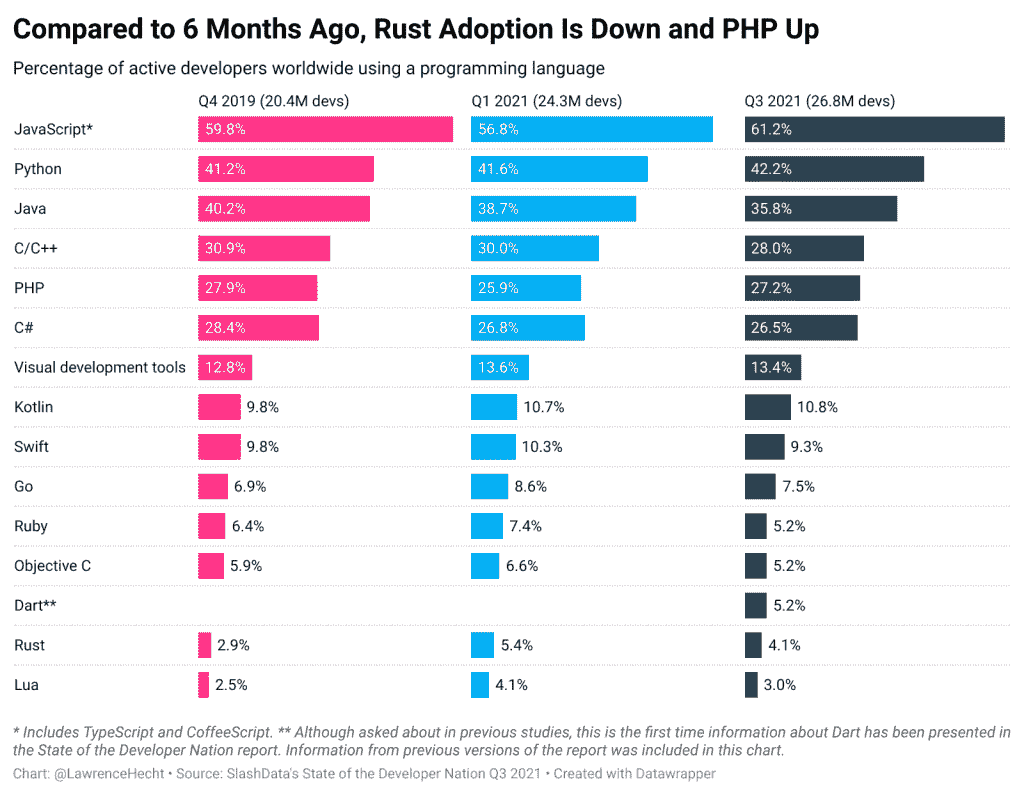 Compared to 6 Months Ago, Rust Adoption Is Down and PHP Up
Percentage of active developers worldwide using a programming language
Q4 2019 (20.4M devs) Q1 2021 (24.3M devs) Q3 2021 (26.8M devs)
JavaScript* 59.8% 56.8% 61.2%
Python 41.2% 41.6% 42.2%
Java 40.2% 38.7% 35.8%
C/C++ 30.9% 30.0% 28.0%
PHP 27.9% 25.9% 27.2%
C# 28.4% 26.8% 26.5%
Visual development tools 12.8% 13.6% 13.4%
Kotlin 9.8% 10.7% 10.8%
Swift 9.8% 10.3% 9.3%
Go 6.9% 8.6% 7.5%
Ruby 6.4% 7.4% 5.2%
Objective C 5.9% 6.6% 5.2%
Dart** 5.2%
Rust 2.9% 5.4% 4.1%
Lua 2.5% 4.1% 3.0%
* Includes TypeScript and CoffeeScript. ** Although asked about in previous studies, this is the first time information about Dart has been presented in
the State of the Developer Nation report. Information from previous versions of the report was included in this chart.
Chart: @LawrenceHecht • Source: SlashData's State of the Developer Nation Q3 2021 • Created with Datawrapper